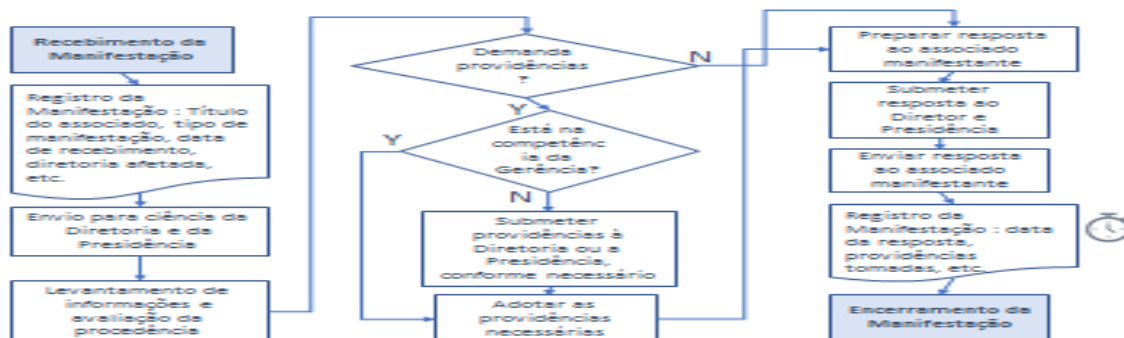 Recebimento da
Manifestação
Registro da
Manifestação : Título
do associado, tipo de
manifestação, data
de recebimento,
diretoria afetada,
etc.
Envio para ciência da
Diretoria e da
Presidência
Levantamento de
informações e
avaliação da
procedência
Demanda
providências
?
N
Y
Está na
competênc
ia da
Gerência?
Y
N
Submeter
providências à
Diretoria ou a
Presidência,
conforme necessário
Adotar as
providências
necessárias
Preparar resposta
ao associado
manifestante
Submeter
resposta ao
Diretor e
Presidência
Enviar resposta
ao associado
manifestante
Registro da
Manifestação : data
da resposta,
providências
tomadas, etc.
Encerramento da
Manifestação